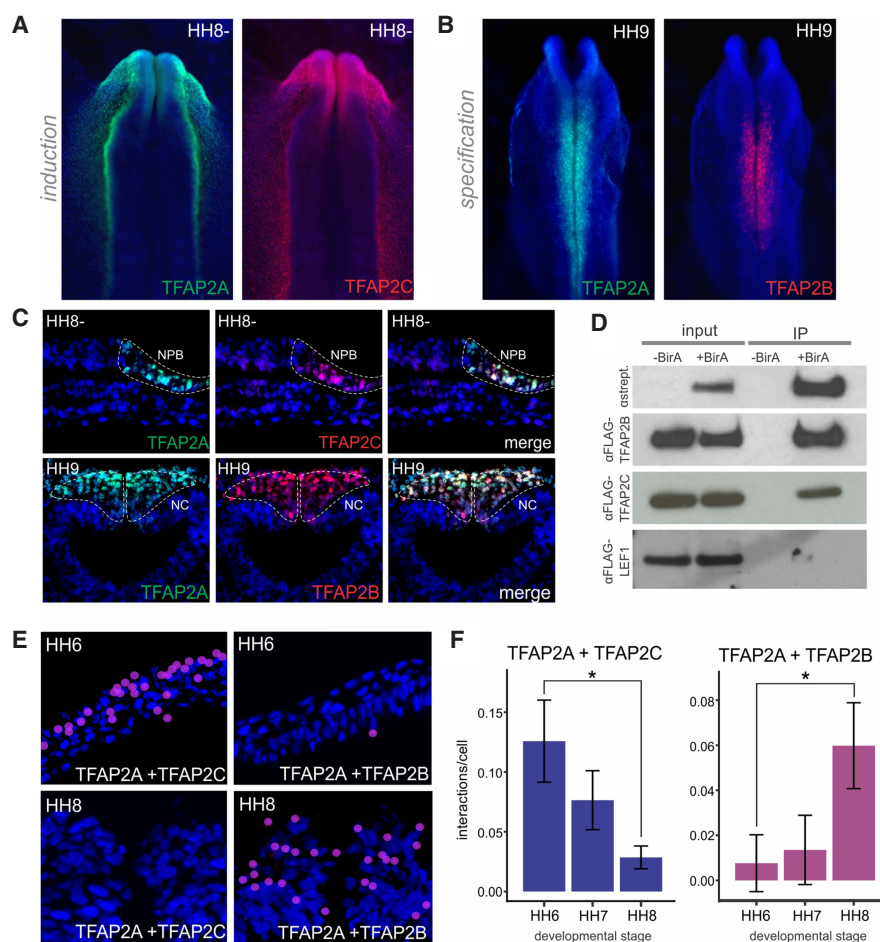 A
HH8-
HH8-
induction
TFAP2A
TFAP2C
B
HH9
HH9
specification
TFAP2A
TFAP2B
C
HH8-
NPB
TFAP2A
HH8-
NPB
TFAP2C
HH8-
NPB
merge
HH9
NC
TFAP2A
HH9
NC
TFAP2B
HH9
NC
merge
D
input
IP
-BirA
+BirA
-BirA
+BirA
αstrept.
αFLAG-
TFAP2B
αFLAG-
TFAP2C
αFLAG-
LEF1
E
HH6
TFAP2A +TFAP2C
HH6
TFAP2A +TFAP2B
HH8
TFAP2A +TFAP2C
HH8
TFAP2A +TFAP2B
F
TFAP2A + TFAP2C
*
interactions/cell
0.15
0.10
0.05
0.00
HH6
HH7
HH8
developmental stage
TFAP2A + TFAP2B
*
0.08
0.06
0.04
0.02
0.00
HH6
HH7
HH8
developmental stage